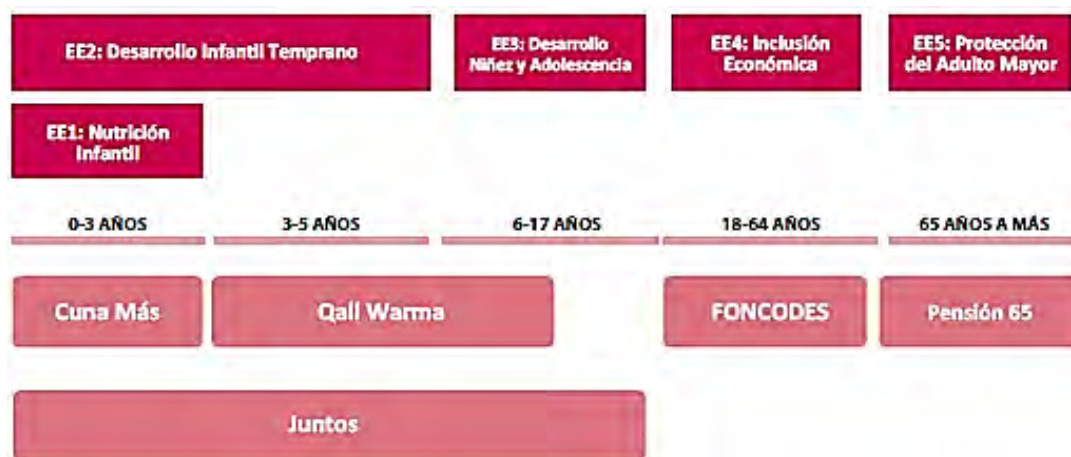 EE2: Desarrollo Infantil Temprano
EE3: Desarrollo
Niñez y Adolescencia
EE4: Inclusión
Económica
EE5: Protección
del Adulto Mayor
EE1: Nutrición
Infantil
0-3 AÑOS
3-5 AÑOS
6-17 AÑOS
18-64 AÑOS
65 AÑOS A MÁS
Cuna Más
Qali Warma
FONCODES
Pensión 65
Juntos